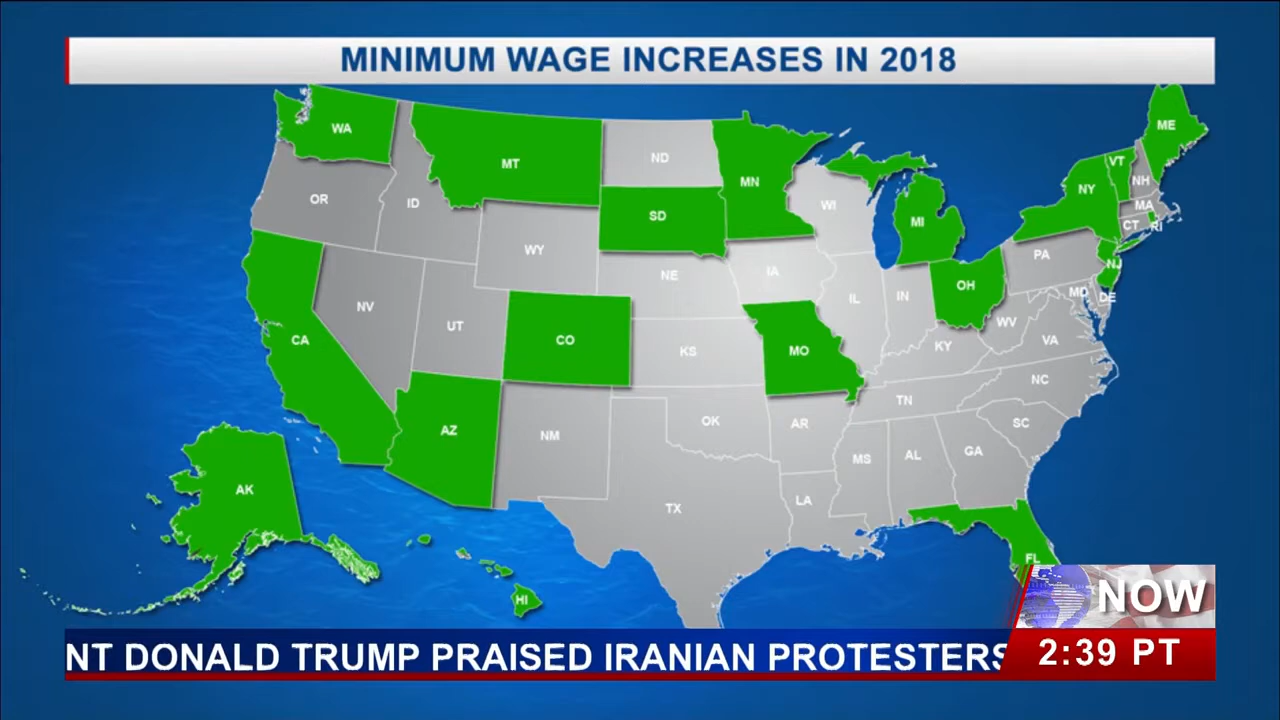 MINIMUM WAGE INCREASES IN 2018
WA
MT
ND
MN
ME
VT
NH
NY
MA
CT
RI
OR
ID
SD
WI
MI
WY
PA
NJ
NE
IA
OH
MD
DE
NV
UT
IL
IN
WV
VA
CA
CO
KS
MO
KY
NC
TN
AZ
NM
OK
AR
SC
MS
AL
GA
AK
TX
LA
FL
HI
NOW
NT DONALD TRUMP PRAISED IRANIAN PROTESTERS
2:39 PT